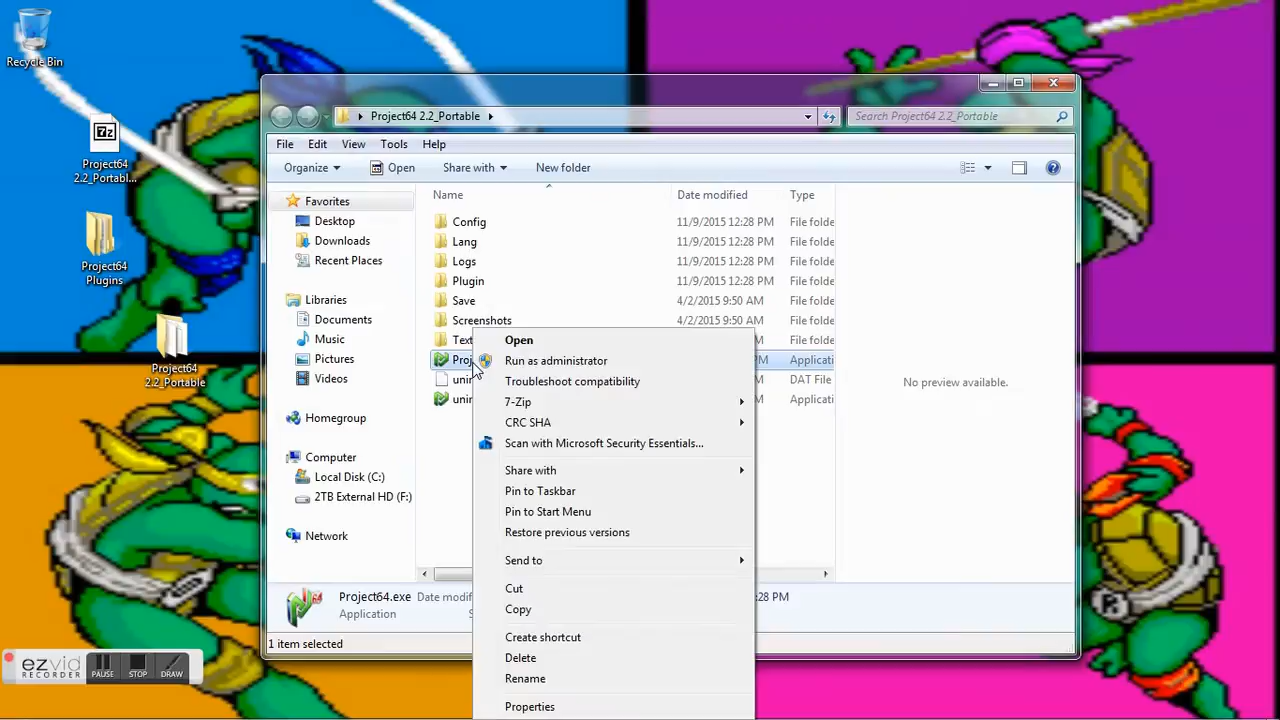 Recycle Bin
Project64
2.2_Portabl...
Project64
Plugins
Project64
2.2_Portable
Project64 2.2_Portable
Search Project64 2.2_Portable
File Edit View Tools Help
Organize Open Share with New folder
Name Date modified Type
Favorites
Desktop
Downloads
Recent Places
Libraries
Documents
Music
Pictures
Videos
Homegroup
Computer
Local Disk (C:)
2TB External HD (F:)
Network
Config 11/9/2015 12:28 PM File folde
Lang 11/9/2015 12:28 PM File folde
Logs 11/9/2015 12:28 PM File folde
Plugin 11/9/2015 12:28 PM File folde
Save 4/2/2015 9:50 AM File folde
Screenshots 4/2/2015 9:50 AM File folde
Text M File folde
Proj PM Applicati
unin M DAT File
unin M Applicati
No preview available.
Open
Run as administrator
Troubleshoot compatibility
7-Zip
CRC SHA
Scan with Microsoft Security Essentials...
Share with
Pin to Taskbar
Pin to Start Menu
Restore previous versions
Send to
Cut
Copy
Create shortcut
Delete
Rename
Properties
Project64.exe Date modif :28 PM
Application S
1 item selected
ezvid
RECORDER
PAUSE STOP DRAW